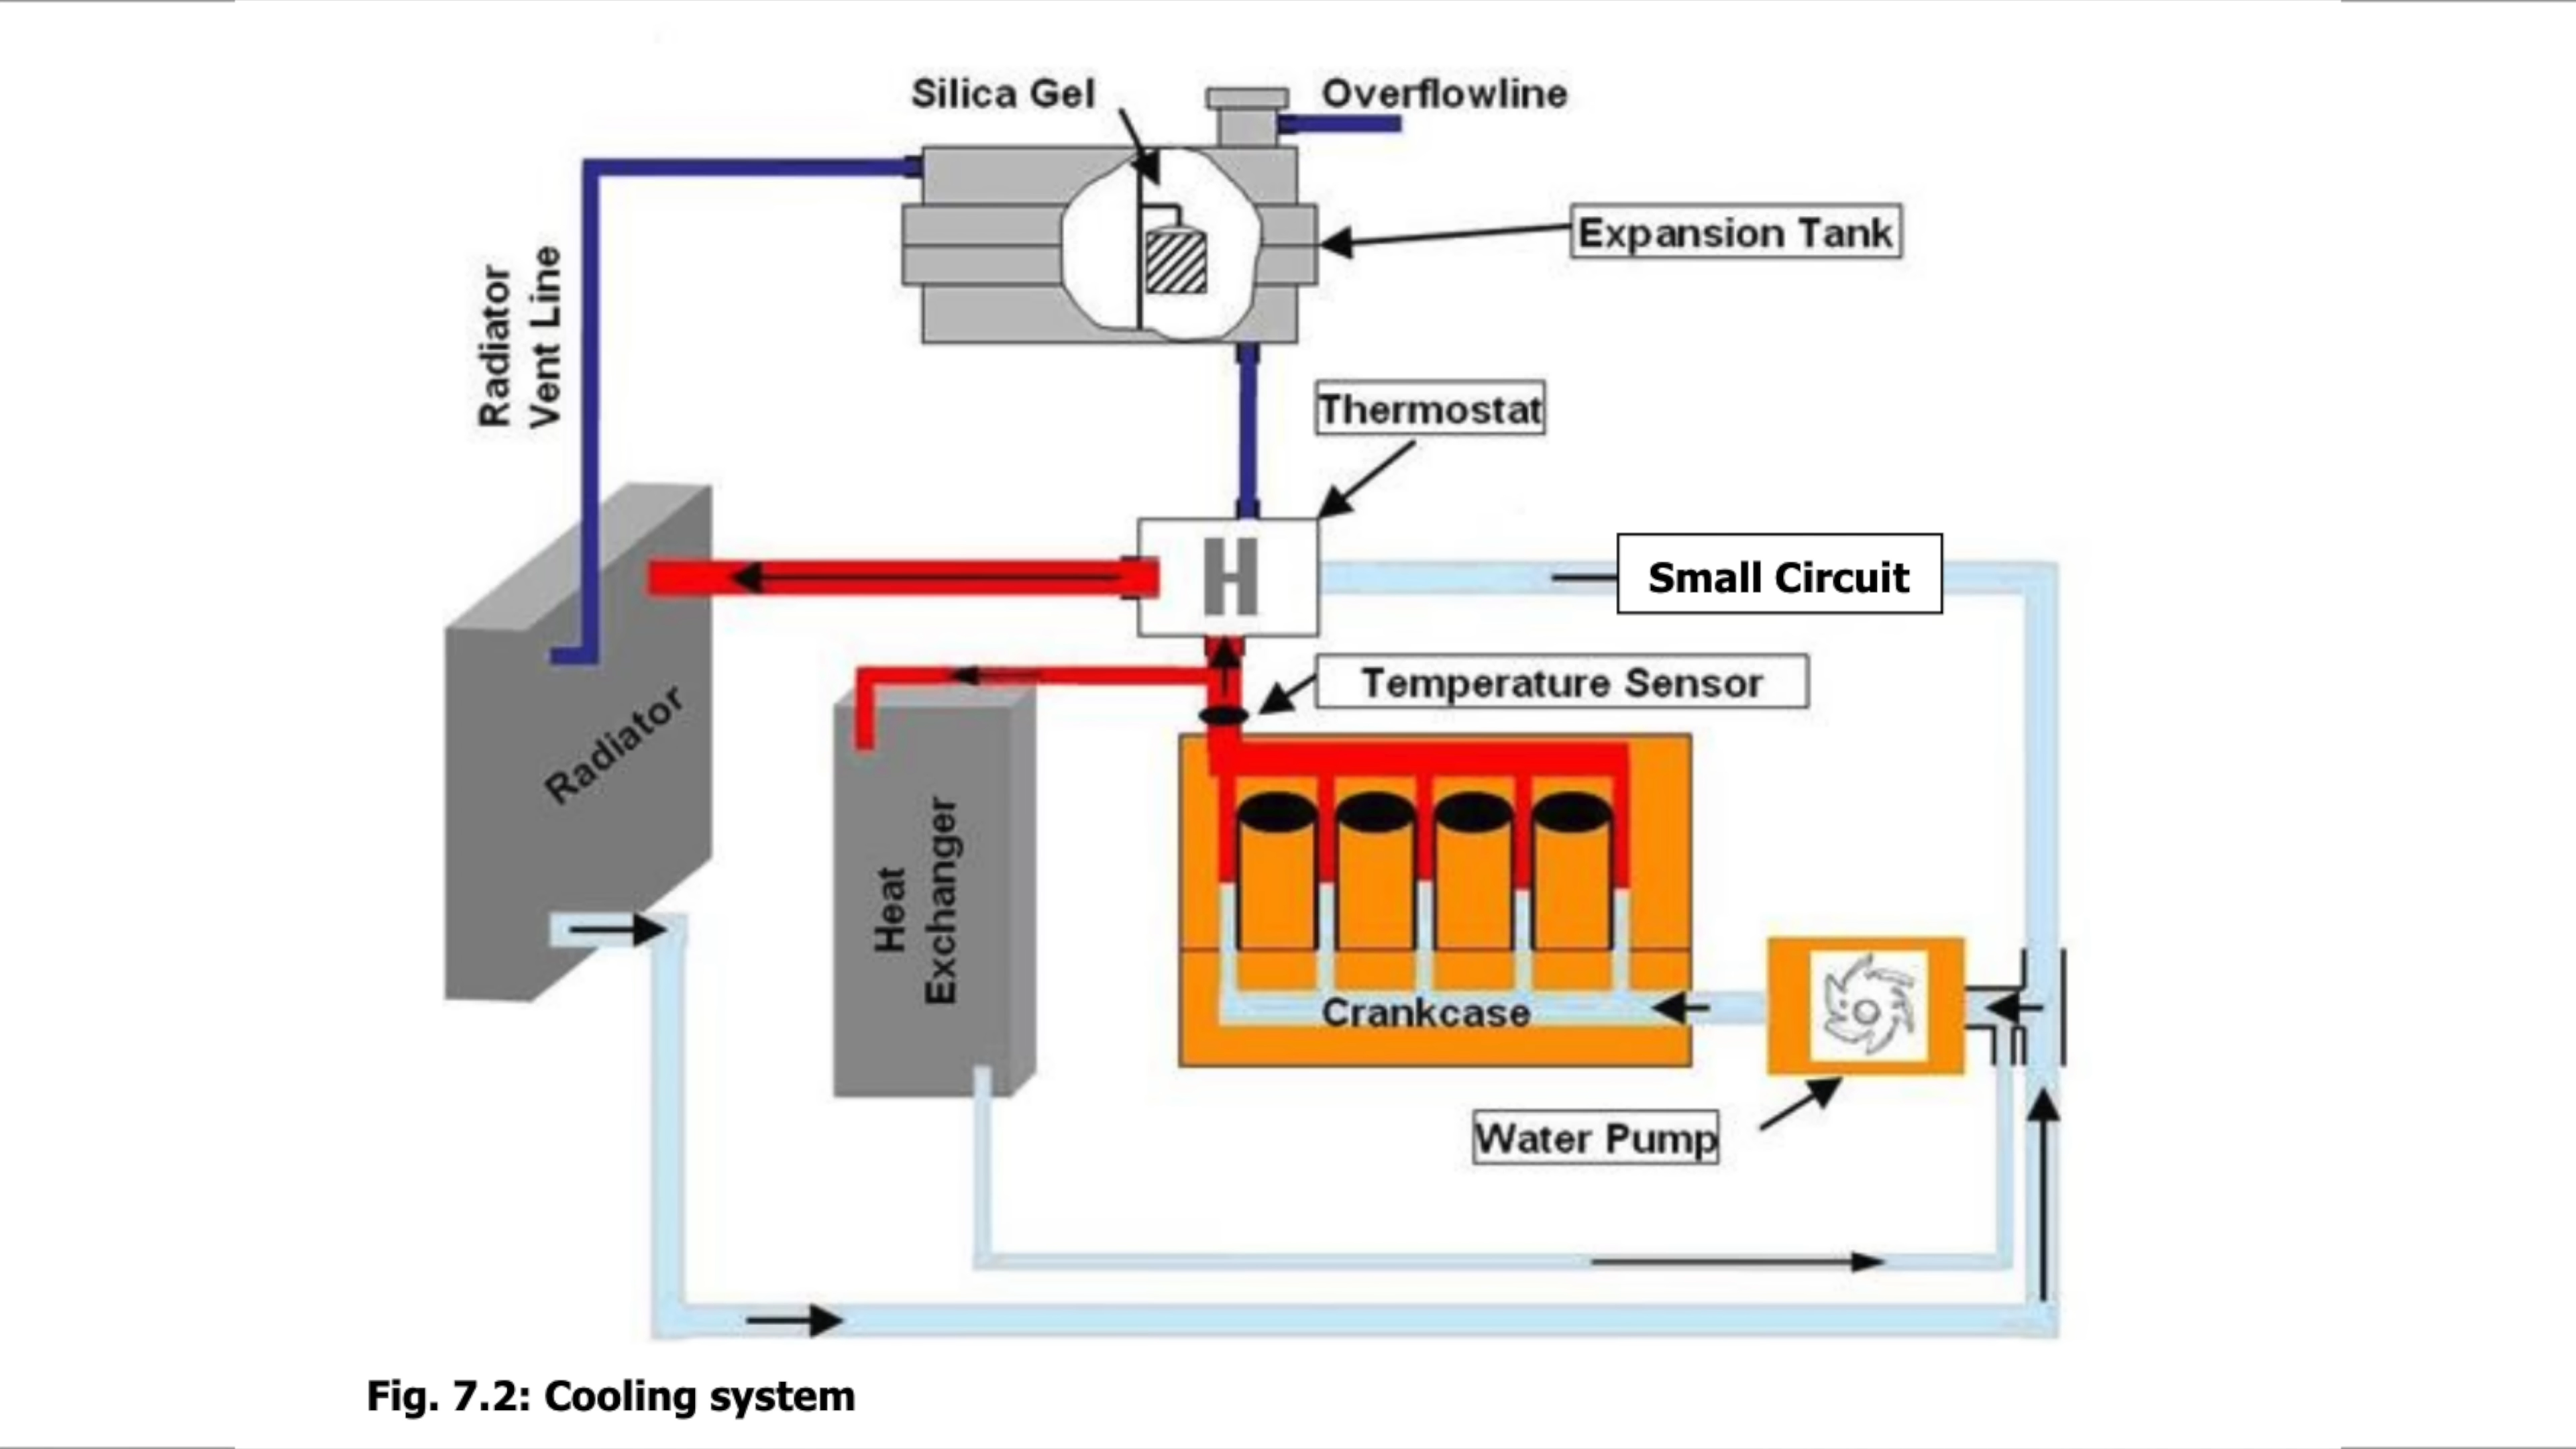 Silica Gel
Overflowline
Expansion Tank
Radiator
Vent Line
Thermostat
H
Small Circuit
Temperature Sensor
Radiator
Heat
Exchanger
Crankcase
Water Pump
Fig. 7.2: Cooling system